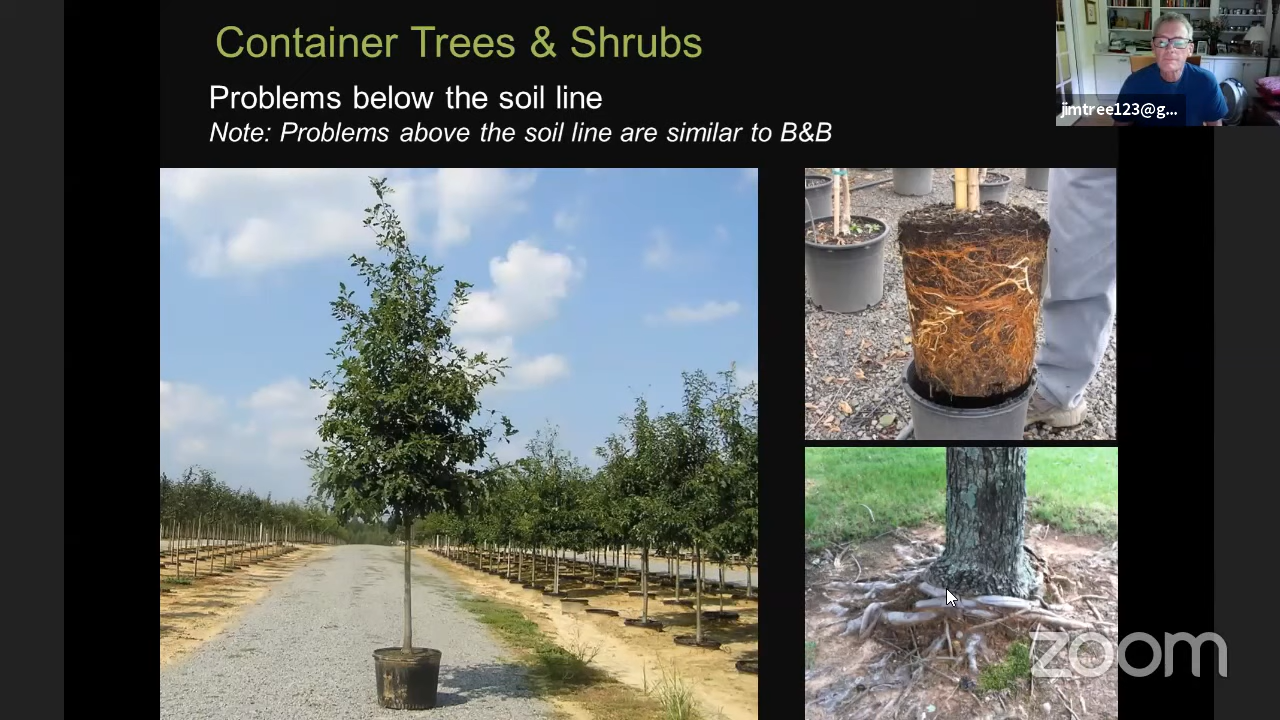 Container Trees & Shrubs
Problems below the soil line
Note: Problems above the soil line are similar to B&B
jimtree123@g...
zoom